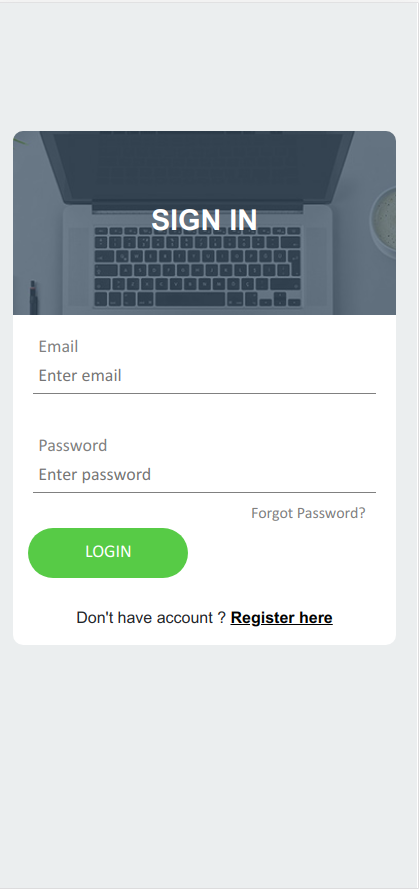 SIGN IN
Email
Enter email
Password
Enter password
Forgot Password?
LOGIN
Don't have account ? Register here